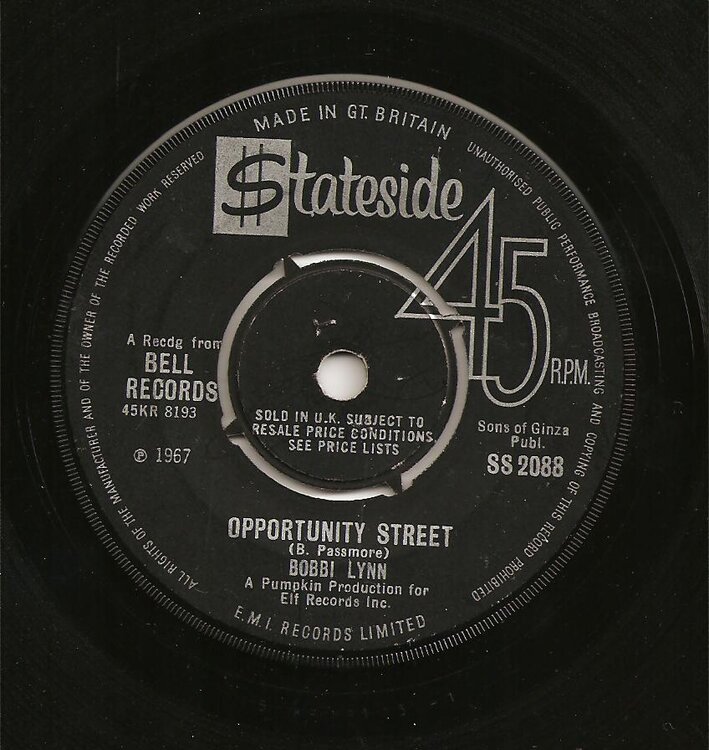 MADE IN GT. BRITAIN
$tateside
45
R.P.M.
A Recdg from
BELL
RECORDS
45KR 8193
℗ 1967
SOLD IN U.K. SUBJECT TO
RESALE PRICE CONDITIONS,
SEE PRICE LISTS
Sons of Ginza
Publ.
SS 2088
OPPORTUNITY STREET
(B. Passmore)
BOBBI LYNN
A Pumpkin Production for
Elf Records Inc.
E.M.I. RECORDS LIMITED
ALL RIGHTS OF THE MANUFACTURER AND OF THE OWNER OF THE RECORDED WORK RESERVED
UNAUTHORISED PUBLIC PERFORMANCE BROADCASTING AND COPYING OF THIS RECORD PROHIBITED